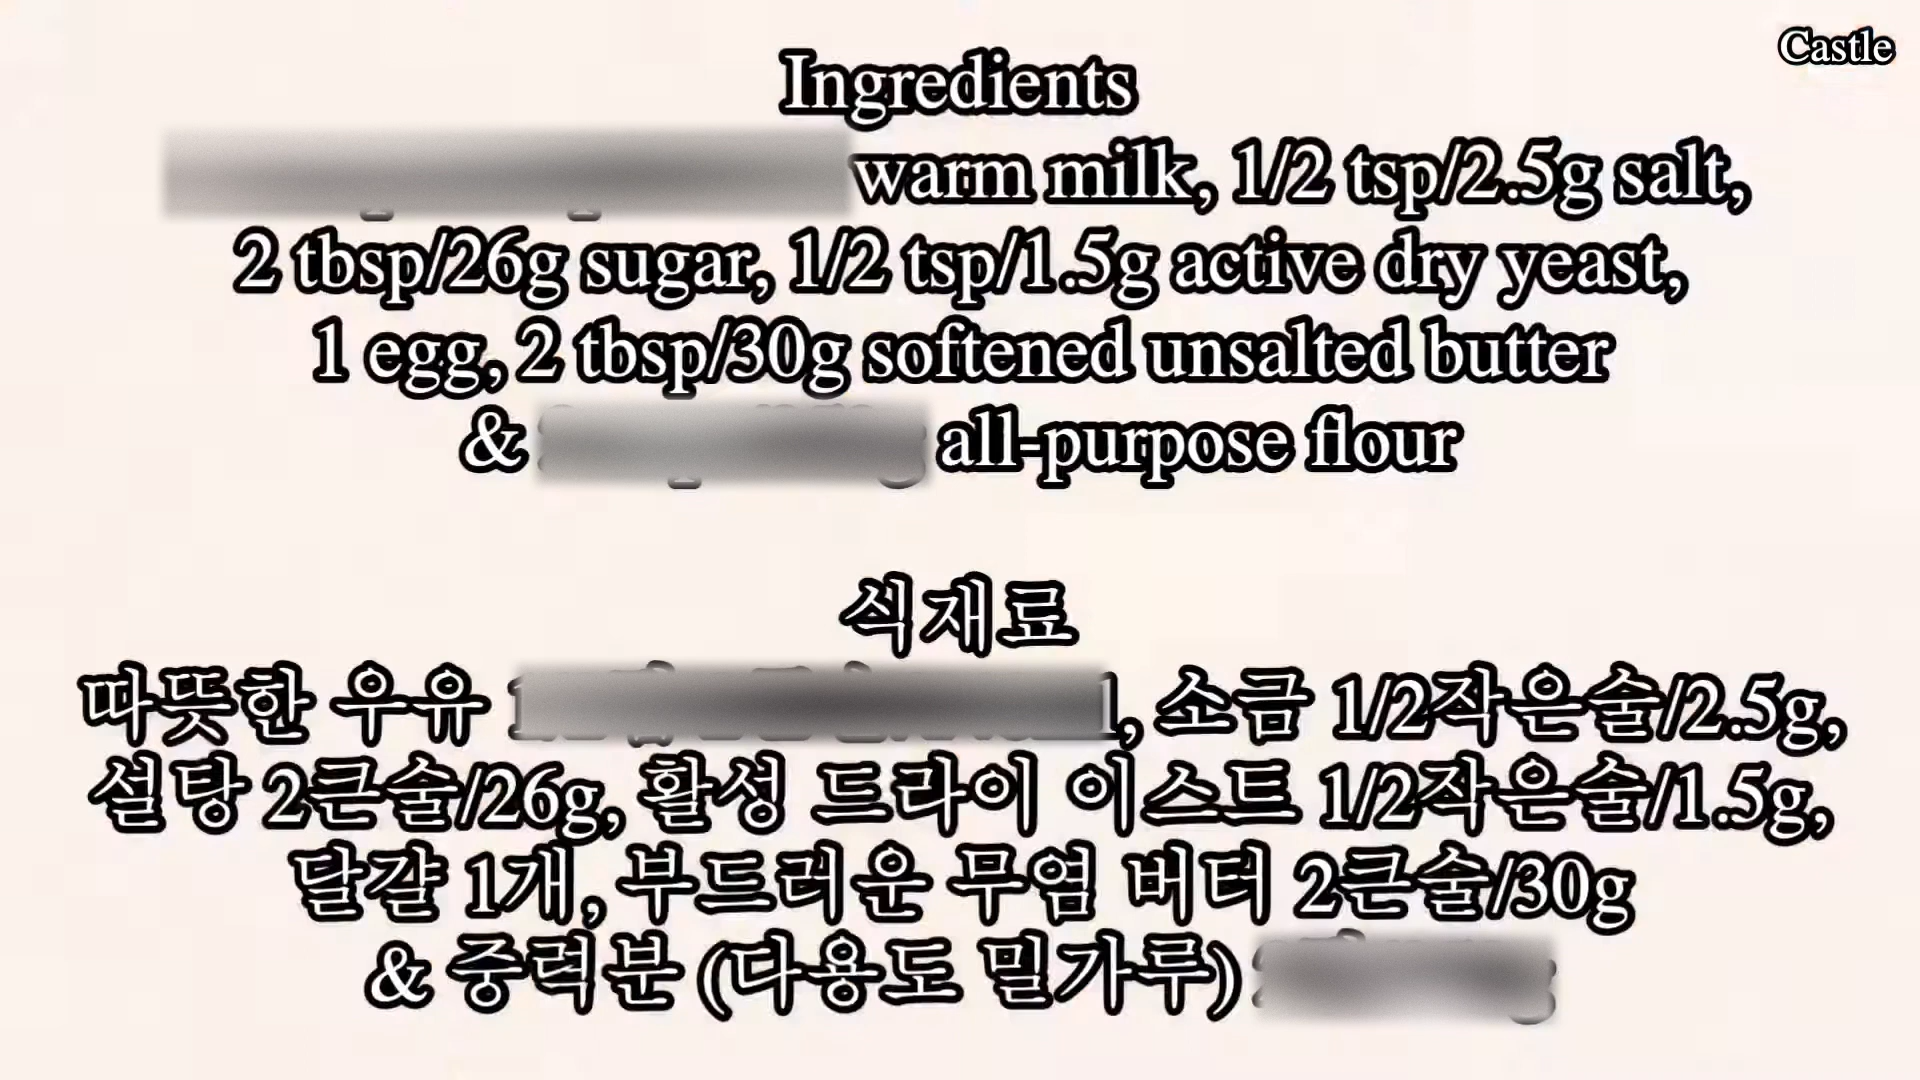 Castle
Ingredients
warm milk, 1/2 tsp/2.5g salt,
2 tbsp/26g sugar, 1/2 tsp/1.5g active dry yeast,
1 egg, 2 tbsp/30g softened unsalted butter
& all-purpose flour
식재료
따뜻한 우유 , 소금 1/2작은술/2.5g,
설탕 2큰술/26g, 활성 드라이 이스트 1/2작은술/1.5g,
달걀 1개, 부드러운 무염 버터 2큰술/30g
& 중력분 (다용도 밀가루)